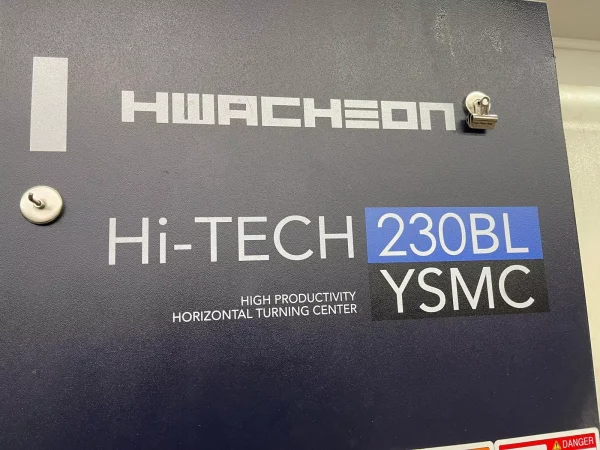 HWACHEON
Hi-TECH 230BL
YSMC
HIGH PRODUCTIVITY
HORIZONTAL TURNING CENTER
DANGER